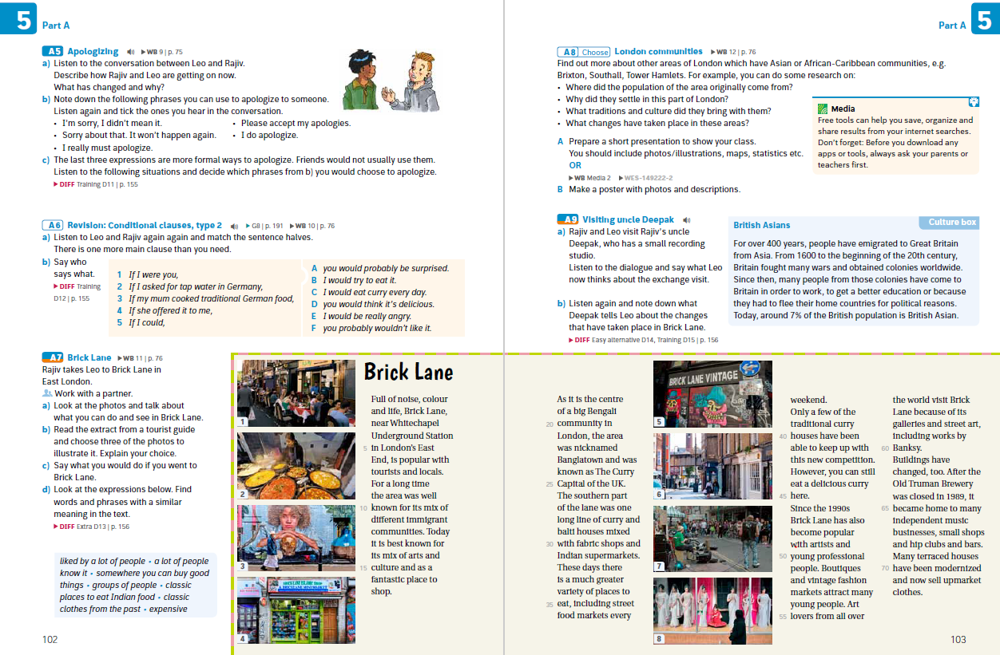 5
Part A
A5 Apologizing WB 9 | p. 75
a) Listen to the conversation between Leo and Rajiv.
Describe how Rajiv and Leo are getting on now.
What has changed and why?
b) Note down the following phrases you can use to apologize to someone.
Listen again and tick the ones you hear in the conversation.
• I'm sorry, I didn't mean it.
• Sorry about that. It won't happen again.
• I really must apologize.
• Please accept my apologies.
• I do apologize.
c) The last three expressions are more formal ways to apologize. Friends would not usually use them.
Listen to the following situations and decide which phrases from b) you would choose to apologize.
DIFF Training D11 | p. 155
A6 Revision: Conditional clauses, type 2 G8 | p. 191 WB 10 | p. 76
a) Listen to Leo and Rajiv again again and match the sentence halves.
There is one more main clause than you need.
b) Say who
says what.
DIFF Training
D12 | p. 155
1 If I were you,
2 If I asked for tap water in Germany,
3 If my mum cooked traditional German food,
4 If she offered it to me,
5 If I could,
A you would probably be surprised.
B I would try to eat it.
C I would eat curry every day.
D you would think it's delicious.
E I would be really angry.
F you probably wouldn't like it.
A7 Brick Lane WB 11 | p. 76
Rajiv takes Leo to Brick Lane in
East London.
Work with a partner.
a) Look at the photos and talk about
what you can do and see in Brick Lane.
b) Read the extract from a tourist guide
and choose three of the photos to
illustrate it. Explain your choice.
c) Say what you would do if you went to
Brick Lane.
d) Look at the expressions below. Find
words and phrases with a similar
meaning in the text.
DIFF Extra D13 | p. 156
liked by a lot of people • a lot of people
know it • somewhere you can buy good
things • groups of people • classic
places to eat Indian food • classic
clothes from the past • expensive
102
1
2
3
4
BRICK LANE ISLAMIC SHOP
& BRICK LANE MINI MARKET
Brick Lane
Full of noise, colour
and life, Brick Lane,
near Whitechapel
Underground Station
5 in London's East
End, is popular with
tourists and locals.
For a long time
the area was well
10 known for its mix of
different immigrant
communities. Today
it is best known for
its mix of arts and
15 culture and as a
fantastic place to
shop.
Part A
5
A8 Choose London communities WB 12 | p. 76
Find out more about other areas of London which have Asian or African-Caribbean communities, e.g.
Brixton, Southall, Tower Hamlets. For example, you can do some research on:
• Where did the population of the area originally come from?
• Why did they settle in this part of London?
• What traditions and culture did they bring with them?
• What changes have taken place in these areas?
A Prepare a short presentation to show your class.
You should include photos/illustrations, maps, statistics etc.
OR
WB Media 2 WES-149222-2
B Make a poster with photos and descriptions.
Media
Free tools can help you save, organize and
share results from your internet searches.
Don't forget: Before you download any
apps or tools, always ask your parents or
teachers first.
A9 Visiting uncle Deepak
a) Rajiv and Leo visit Rajiv's uncle
Deepak, who has a small recording
studio.
Listen to the dialogue and say what Leo
now thinks about the exchange visit.
b) Listen again and note down what
Deepak tells Leo about the changes
that have taken place in Brick Lane.
DIFF Easy alternative D14, Training D15 | p. 156
Culture box
British Asians
For over 400 years, people have emigrated to Great Britain
from Asia. From 1600 to the beginning of the 20th century,
Britain fought many wars and obtained colonies worldwide.
Since then, many people from those colonies have come to
Britain in order to work, to get a better education or because
they had to flee their home countries for political reasons.
Today, around 7% of the British population is British Asian.
As it is the centre
of a big Bengali
20 community in
London, the area
was nicknamed
Banglatown and was
known as The Curry
25 Capital of the UK.
The southern part
of the lane was one
long line of curry and
balti houses mixed
30 with fabric shops and
Indian supermarkets.
These days there
is a much greater
variety of places to
35 eat, including street
food markets every
BRICK LANE VINTAGE
5
6
7
8
weekend.
Only a few of the
traditional curry
40 houses have been
able to keep up with
this new competition.
However, you can still
eat a delicious curry
45 here.
Since the 1990s
Brick Lane has also
become popular
with artists and
50 young professional
people. Boutiques
and vintage fashion
markets attract many
young people. Art
55 lovers from all over
the world visit Brick
Lane because of its
galleries and street art,
including works by
60 Banksy.
Buildings have
changed, too. After the
Old Truman Brewery
was closed in 1989, it
65 became home to many
independent music
businesses, small shops
and hip clubs and bars.
Many terraced houses
70 have been modernized
and now sell upmarket
clothes.
103